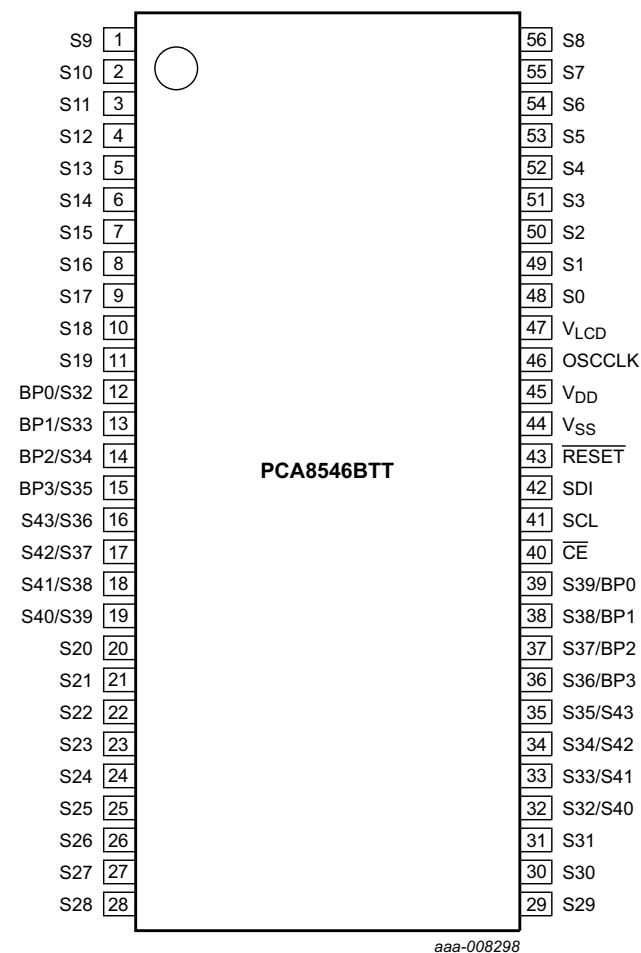 S9 1 56 S8
S10 2 55 S7
S11 3 54 S6
S12 4 53 S5
S13 5 52 S4
S14 6 51 S3
S15 7 50 S2
S16 8 49 S1
S17 9 48 S0
S18 10 47 VLCD
S19 11 46 OSCCLK
BP0/S32 12 45 VDD
BP1/S33 13 44 VSS
BP2/S34 14 43 RESET
PCA8546BTT
BP3/S35 15 42 SDI
S43/S36 16 41 SCL
S42/S37 17 40 CE
S41/S38 18 39 S39/BP0
S40/S39 19 38 S38/BP1
S20 20 37 S37/BP2
S21 21 36 S36/BP3
S22 22 35 S35/S43
S23 23 34 S34/S42
S24 24 33 S33/S41
S25 25 32 S32/S40
S26 26 31 S31
S27 27 30 S30
S28 28 29 S29
aaa-008298